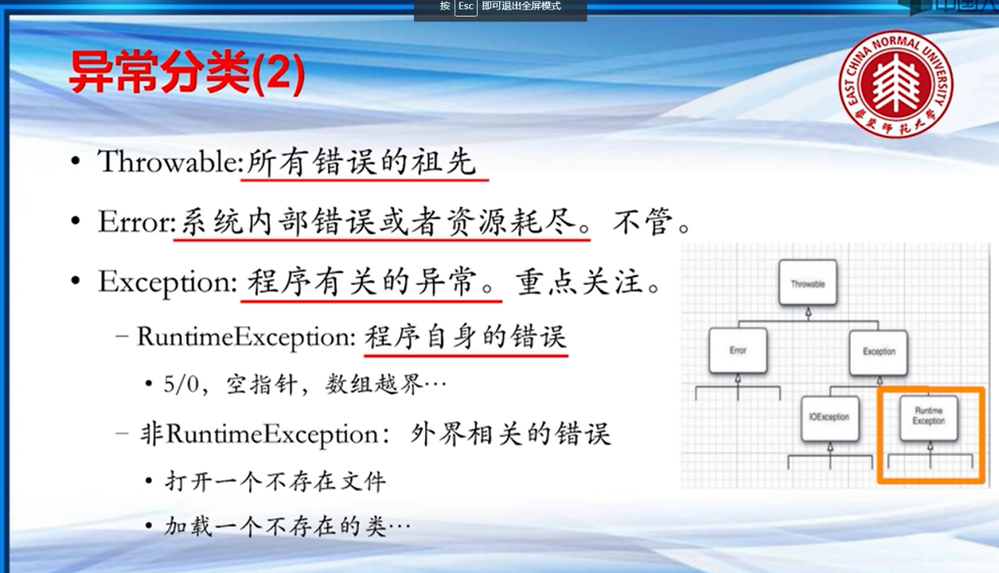 按 Esc 即可退出全屏模式
异常分类(2)
EAST CHINA NORMAL UNIVERSITY
华东师范大学
• Throwable:所有错误的祖先
• Error:系统内部错误或者资源耗尽。不管。
• Exception: 程序有关的异常。重点关注。
– RuntimeException: 程序自身的错误
• 5/0，空指针，数组越界…
– 非RuntimeException： 外界相关的错误
• 打开一个不存在文件
• 加载一个不存在的类…
Throwable
Error
Exception
IOException
Runtime
Exception